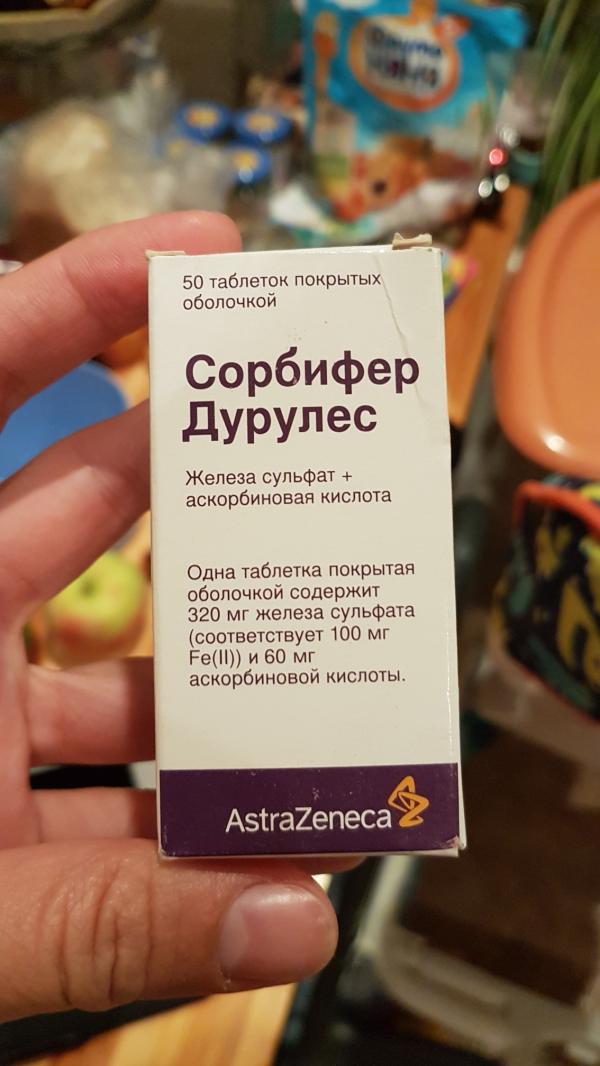 50 таблеток покрытых
оболочкой
Сорбифер
Дурулес
Железа сульфат +
аскорбиновая кислота
Одна таблетка покрытая
оболочкой содержит
320 мг железа сульфата
(соответствует 100 мг
Fe(II)) и 60 мг
аскорбиновой кислоты.
AstraZeneca